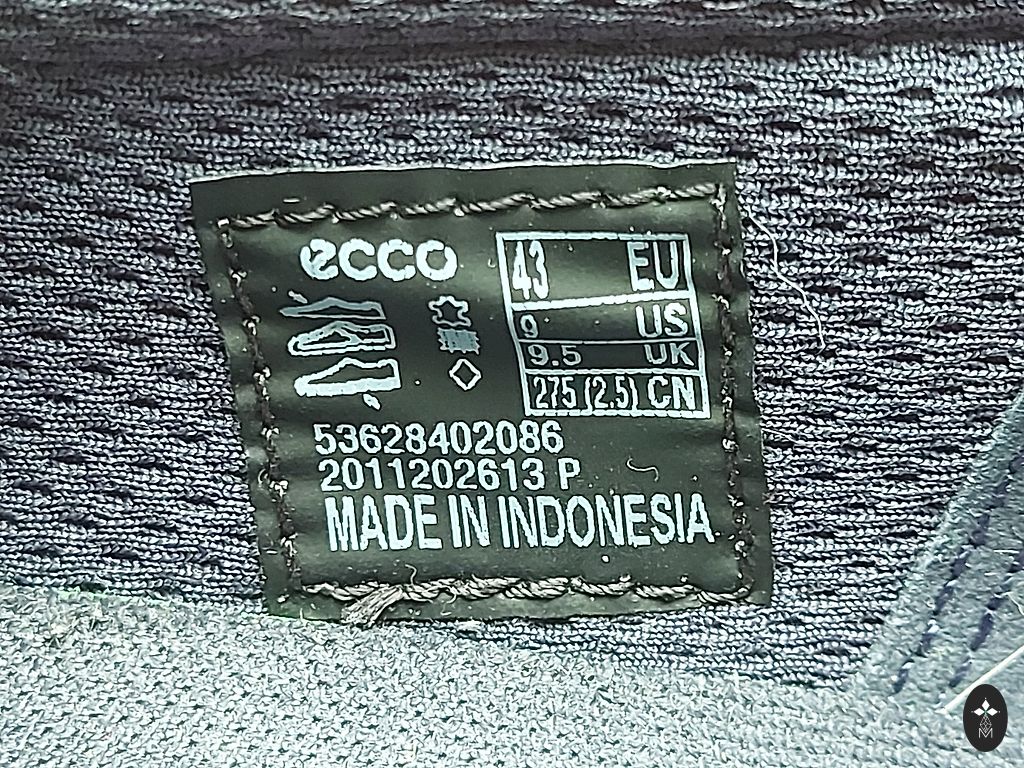 ecco
43 EU
9 US
9.5 UK
275 (2.5) CN
53628402086
2011202613 P
MADE IN INDONESIA
M